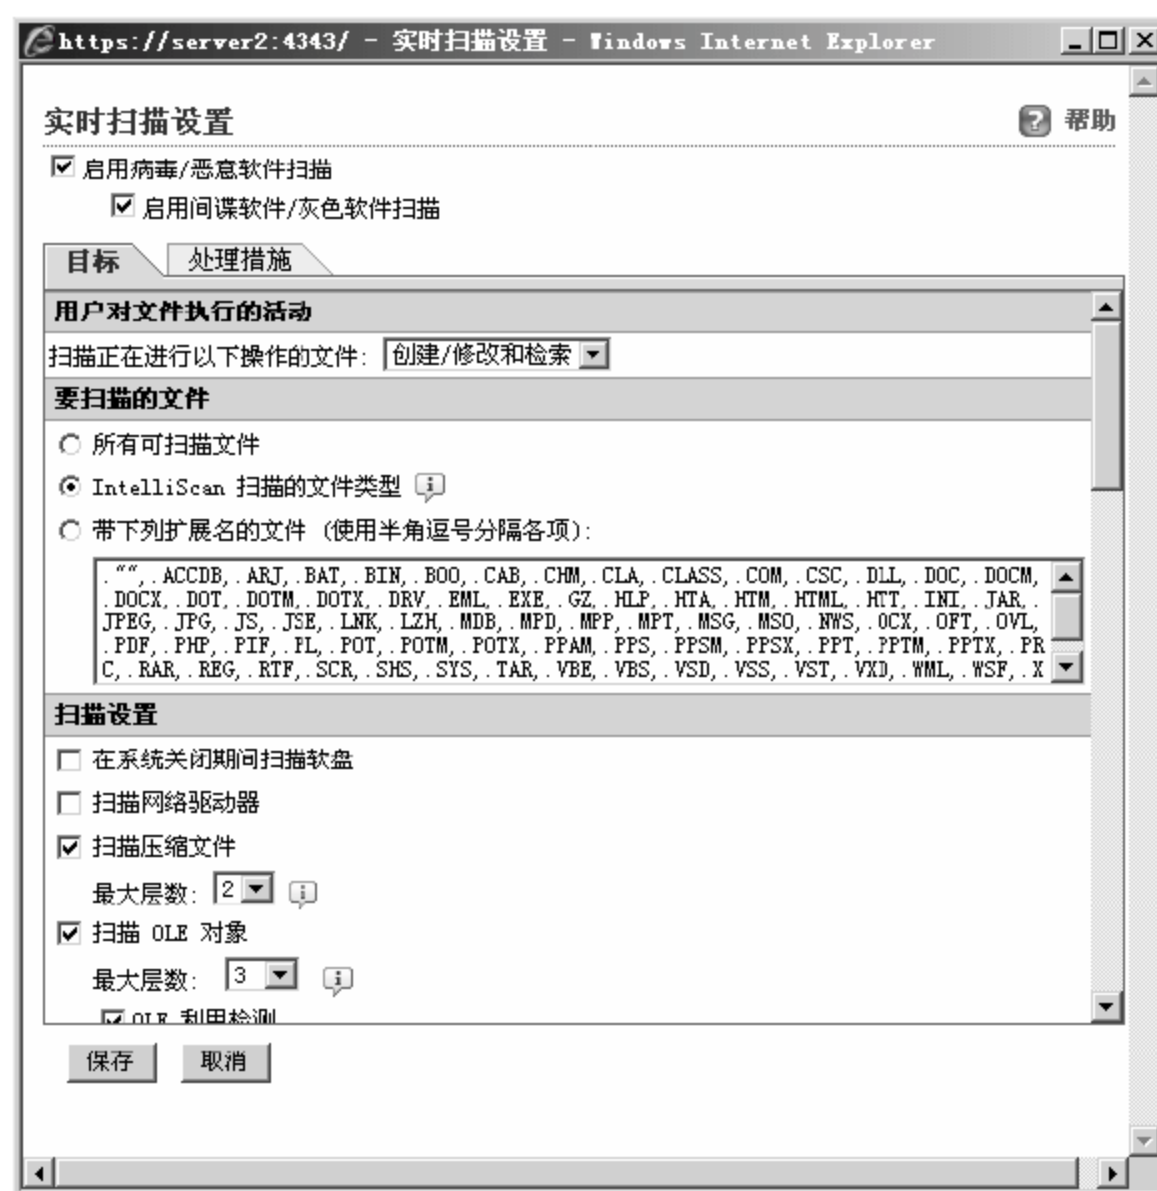 https://server2:4343/ - 实时扫描设置 - Windows Internet Explorer
实时扫描设置
帮助
启用病毒/恶意软件扫描
启用间谍软件/灰色软件扫描
目标
处理措施
用户对文件执行的活动
扫描正在进行以下操作的文件: 创建/修改和检索
要扫描的文件
所有可扫描文件
IntelliScan 扫描的文件类型
带下列扩展名的文件 (使用半角逗号分隔各项):
.“”, .ACCDB, .ARJ, .BAT, .BIN, .BOO, .CAB, .CHM, .CLA, .CLASS, .COM, .CSC, .DLL, .DOC, .DOCM,
.DOCX, .DOT, .DOTM, .DOTX, .DRV, .EML, .EXE, .GZ, .HLP, .HTA, .HTM, .HTML, .HTT, .INI, .JAR, .
JPEG, .JPG, .JS, .JSE, .LNK, .LZH, .MDB, .MPD, .MPP, .MPT, .MSG, .MSO, .NWS, .OCX, .OFT, .OVL,
.PDF, .PHP, .PIF, .PL, .POT, .POTM, .POTX, .PPAM, .PPS, .PPSM, .PPSX, .PPT, .PPTM, .PPTX, .PR
C, .RAR, .REG, .RTF, .SCR, .SHS, .SYS, .TAR, .VBE, .VBS, .VSD, .VSS, .VST, .VXD, .WML, .WSF, .X
扫描设置
在系统关闭期间扫描软盘
扫描网络驱动器
扫描压缩文件
最大层数: 2
扫描 OLE 对象
最大层数: 3
OLE 利用检测
保存
取消